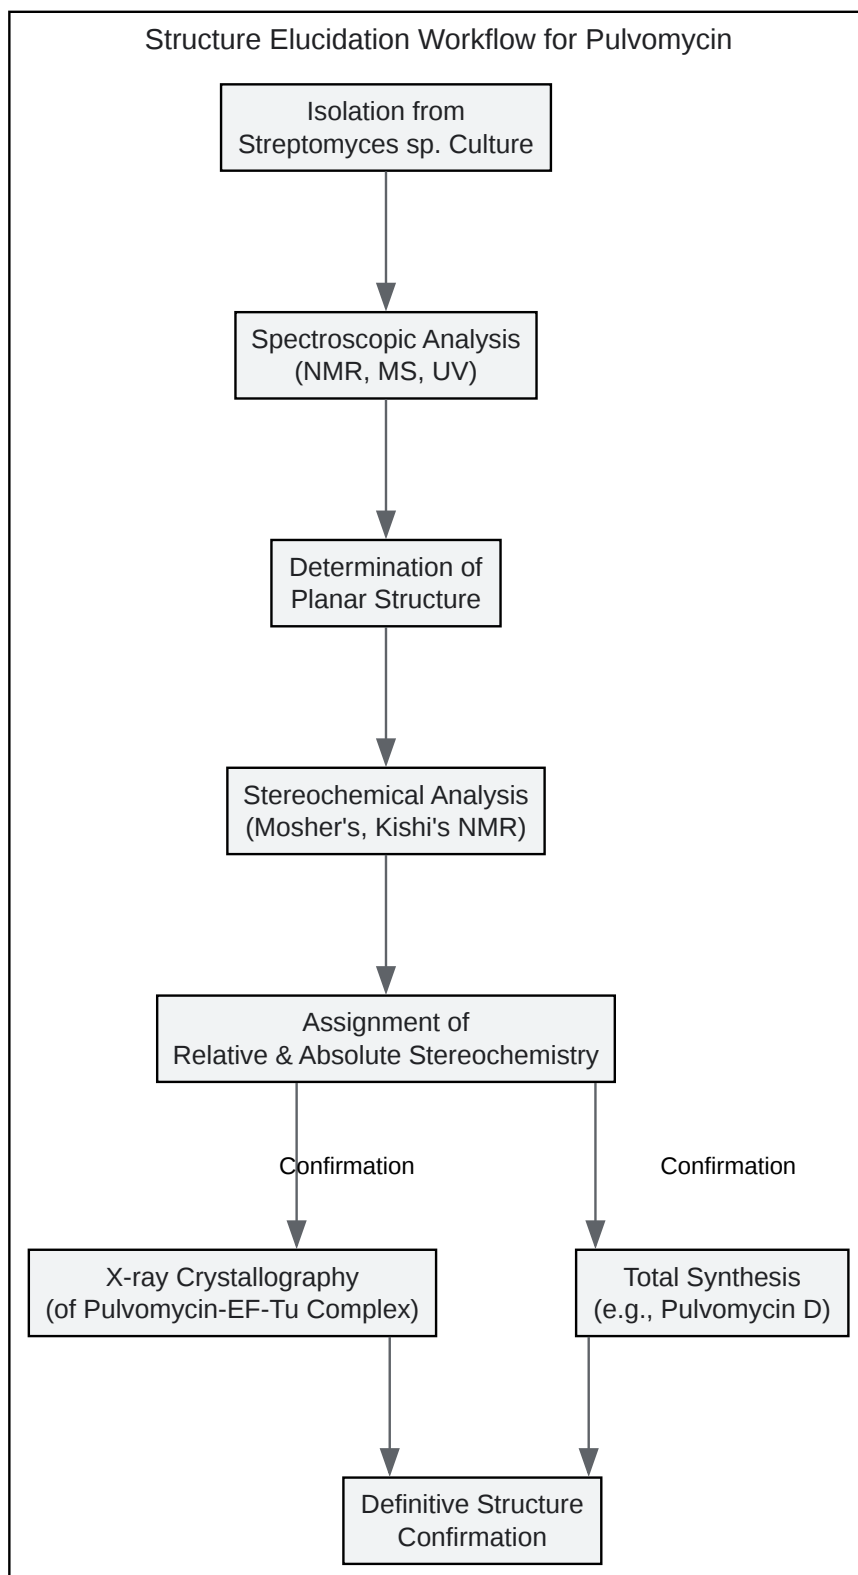 Structure Elucidation Workflow for Pulvomycin
Isolation from
Streptomyces sp. Culture
Spectroscopic Analysis
(NMR, MS, UV)
Determination of
Planar Structure
Stereochemical Analysis
(Mosher's, Kishi's NMR)
Assignment of
Relative & Absolute Stereochemistry
Confirmation
Confirmation
X-ray Crystallography
(of Pulvomycin-EF-Tu Complex)
Total Synthesis
(e.g., Pulvomycin D)
Definitive Structure
Confirmation